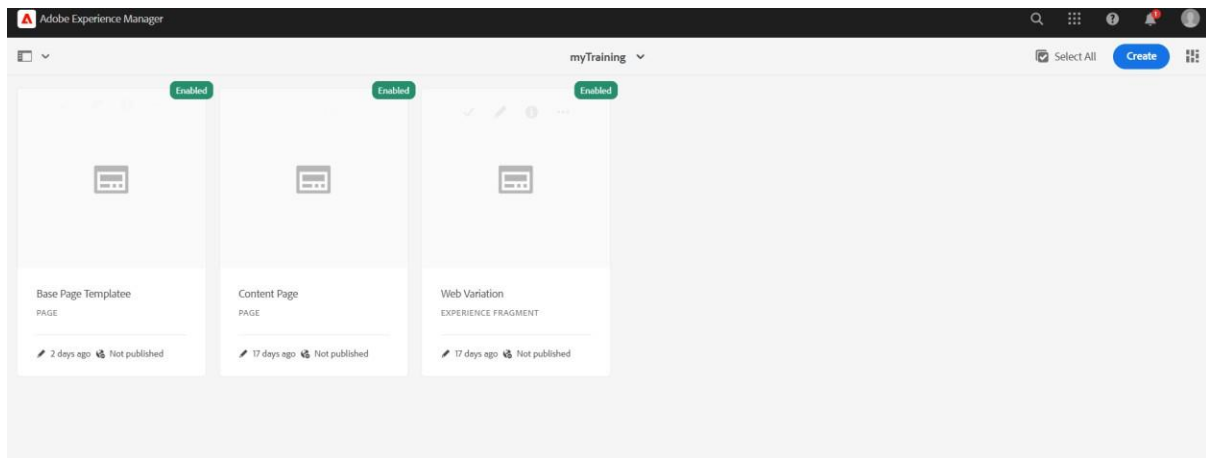 Adobe Experience Manager
1
myTraining
Select All
Create
Enabled
Enabled
Enabled
Base Page Templatee
PAGE
2 days ago Not published
Content Page
PAGE
17 days ago Not published
Web Variation
EXPERIENCE FRAGMENT
17 days ago Not published